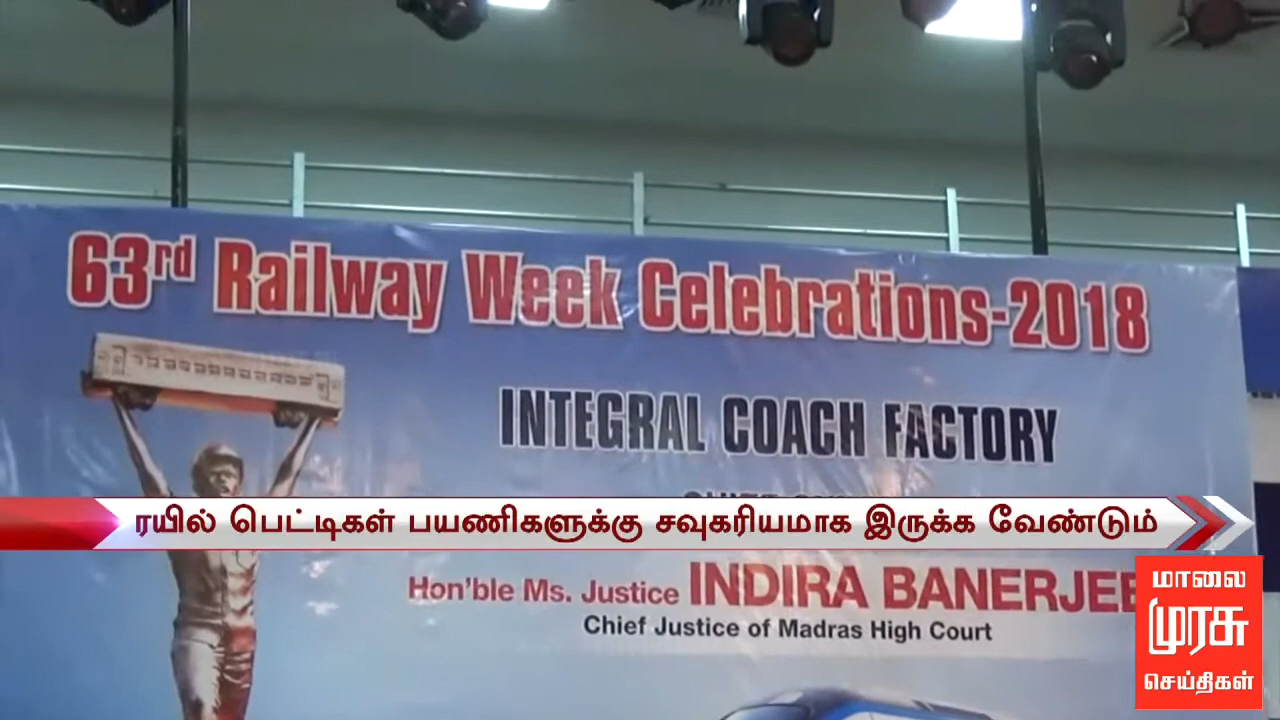 63rd Railway Week Celebrations-2018
INTEGRAL COACH FACTORY
ரயில் பெட்டிகள் பயணிகளுக்கு சவுகரியமாக இருக்க வேண்டும்
Hon'ble Ms. Justice INDIRA BANERJEE
Chief Justice of Madras High Court
மாலை
முரசு
செய்திகள்